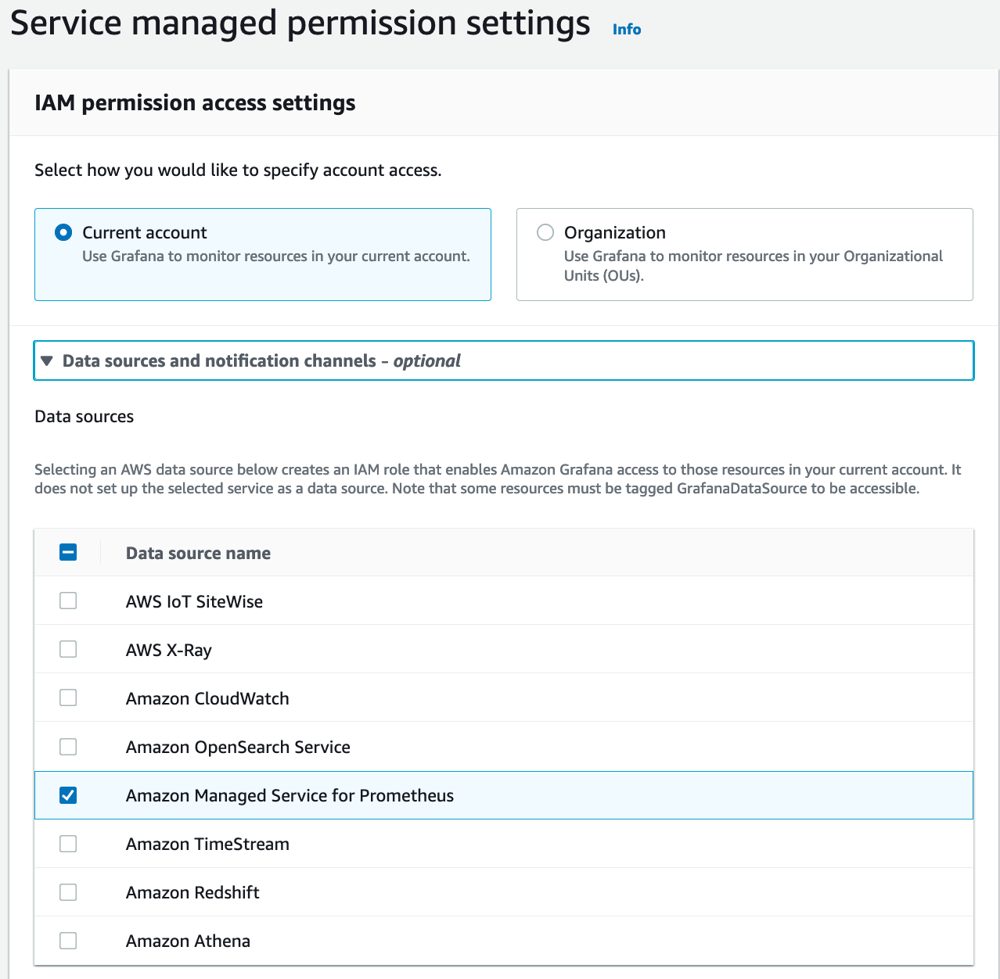 Service managed permission settings Info
IAM permission access settings
Select how you would like to specify account access.
Current account
Use Grafana to monitor resources in your current account.
Organization
Use Grafana to monitor resources in your Organizational
Units (OUs).
Data sources and notification channels - optional
Data sources
Selecting an AWS data source below creates an IAM role that enables Amazon Grafana access to those resources in your current account. It
does not set up the selected service as a data source. Note that some resources must be tagged GrafanaDataSource to be accessible.
Data source name
AWS IoT SiteWise
AWS X-Ray
Amazon CloudWatch
Amazon OpenSearch Service
Amazon Managed Service for Prometheus
Amazon TimeStream
Amazon Redshift
Amazon Athena